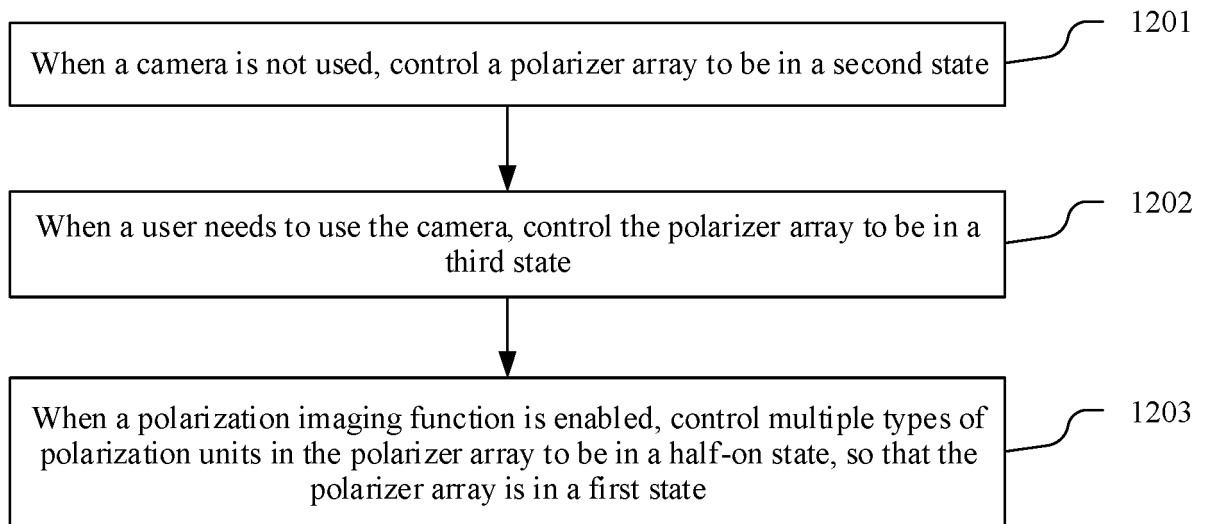 When a camera is not used, control a polarizer array to be in a second state
1201
When a user needs to use the camera, control the polarizer array to be in a
third state
1202
When a polarization imaging function is enabled, control multiple types of
polarization units in the polarizer array to be in a half-on state, so that the
polarizer array is in a first state
1203